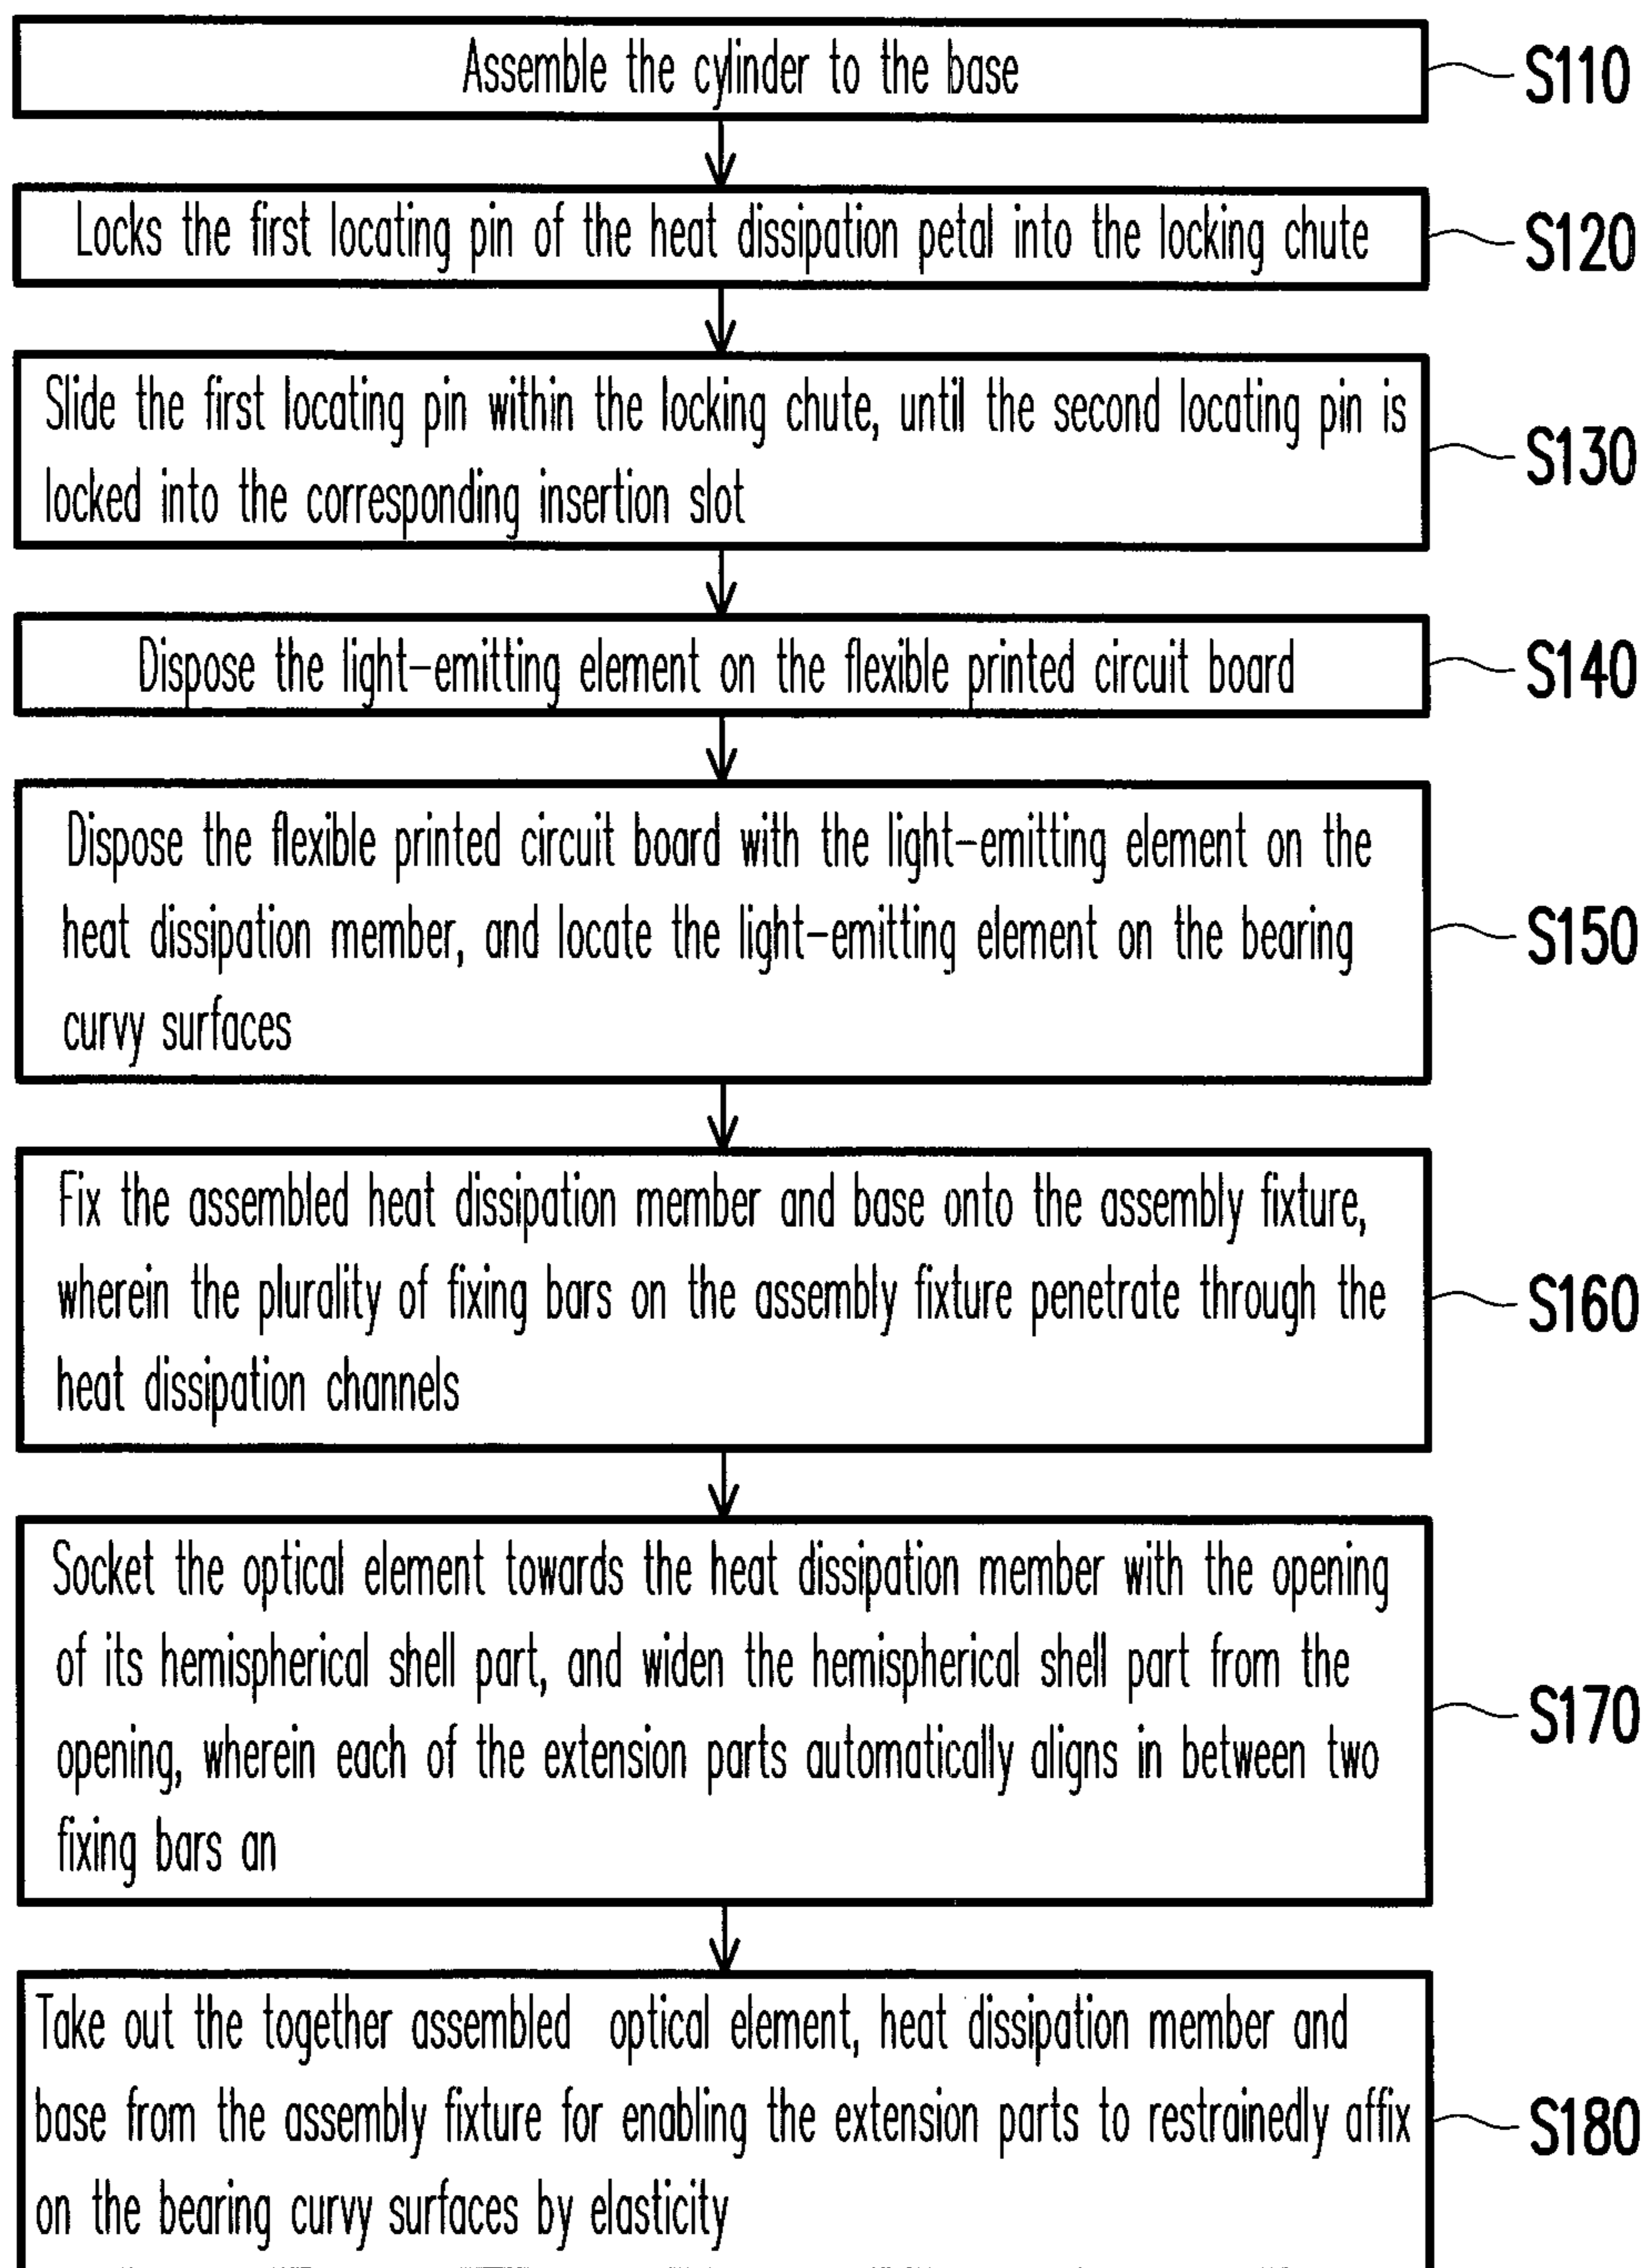 Assemble the cylinder to the base
S110
Locks the first locating pin of the heat dissipation petal into the locking chute
S120
Slide the first locating pin within the locking chute, until the second locating pin is
locked into the corresponding insertion slot
S130
Dispose the light-emitting element on the flexible printed circuit board
S140
Dispose the flexible printed circuit board with the light-emitting element on the
heat dissipation member, and locate the light-emitting element on the bearing
curvy surfaces
S150
Fix the assembled heat dissipation member and base onto the assembly fixture,
wherein the plurality of fixing bars on the assembly fixture penetrate through the
heat dissipation channels
S160
Socket the optical element towards the heat dissipation member with the opening
of its hemispherical shell part, and widen the hemispherical shell part from the
opening, wherein each of the extension parts automatically aligns in between two
fixing bars an
S170
Take out the together assembled optical element, heat dissipation member and
base from the assembly fixture for enabling the extension parts to restrainedly affix
on the bearing curvy surfaces by elasticity
S180